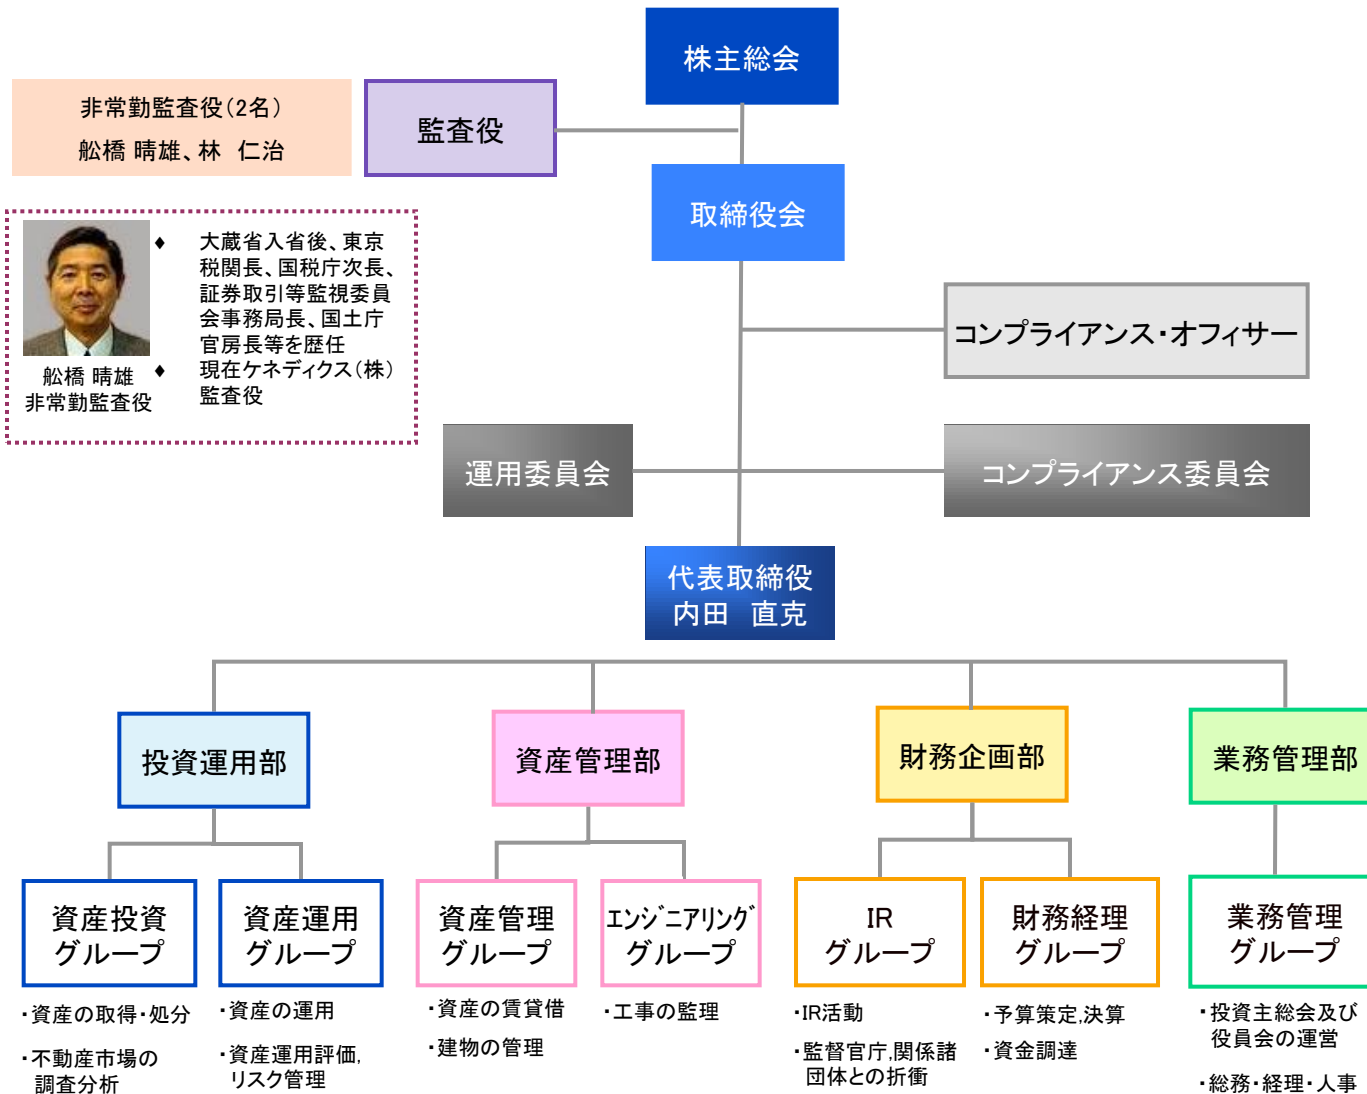 株主総会
非常勤監査役(2名)
舩橋 晴雄、林 仁治
監査役
取締役会
♦ 大蔵省入省後、東京
税関長、国税庁次長、
証券取引等監視委員
会事務局長、国土庁
官房長等を歴任
♦ 現在ケネディクス(株)
監査役
舩橋 晴雄
非常勤監査役
コンプライアンス・オフィサー
運用委員会
コンプライアンス委員会
代表取締役
内田 直克
投資運用部
資産管理部
財務企画部
業務管理部
資産投資
グループ
・資産の取得・処分
・不動産市場の
調査分析
資産運用
グループ
・資産の運用
・資産運用評価,
リスク管理
資産管理
グループ
・資産の賃貸借
・建物の管理
エンジニアリング
グループ
・工事の監理
IR
グループ
・IR活動
・監督官庁,関係諸
団体との折衝
財務経理
グループ
・予算策定,決算
・資金調達
業務管理
グループ
・投資主総会及び
役員会の運営
・総務・経理・人事